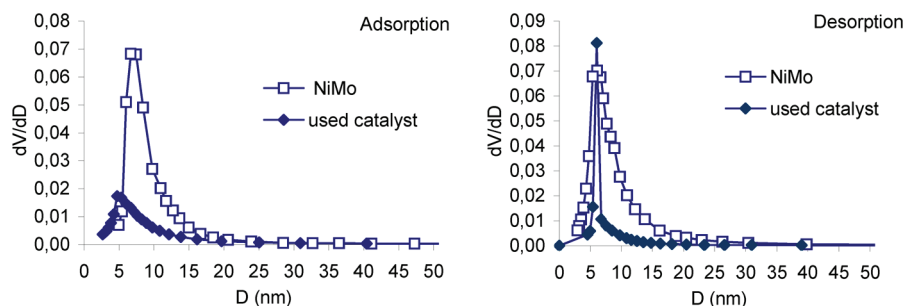 Adsorption
0,08
0,07
0,06
0,05
0,04
0,03
0,02
0,01
0,00
dV/dD
NiMo
used catalyst
0 5 10 15 20 25 30 35 40 45 50
D (nm)
Desorption
0,09
0,08
0,07
0,06
0,05
0,04
0,03
0,02
0,01
0,00
dV/dD
NiMo
used catalyst
0 5 10 15 20 25 30 35 40 45 50
D (nm)